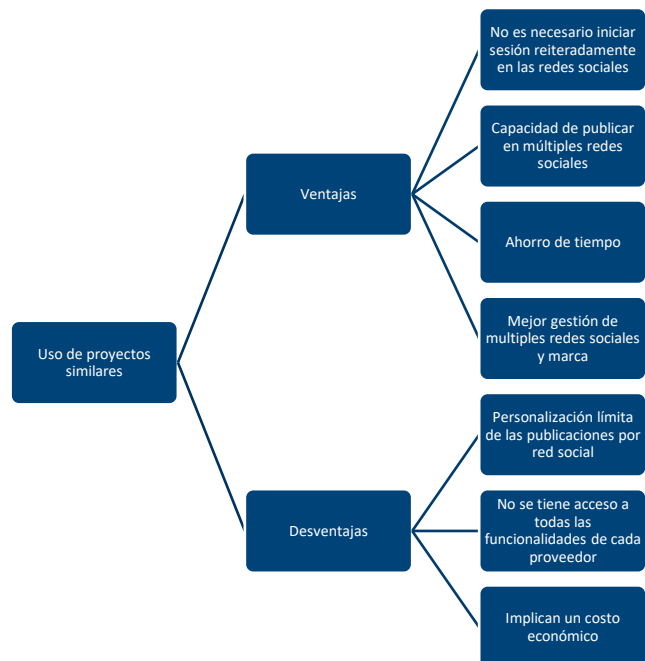 No es necesario iniciar
sesión reiteradamente
en las redes sociales
Capacidad de publicar
en múltiples redes
sociales
Ventajas
Ahorro de tiempo
Mejor gestión de
multiples redes sociales
y marca
Uso de proyectos
similares
Personalización límita
de las publicaciones por
red social
No se tiene acceso a
todas las
funcionalidades de cada
proveedor
Desventajas
Implican un costo
económico